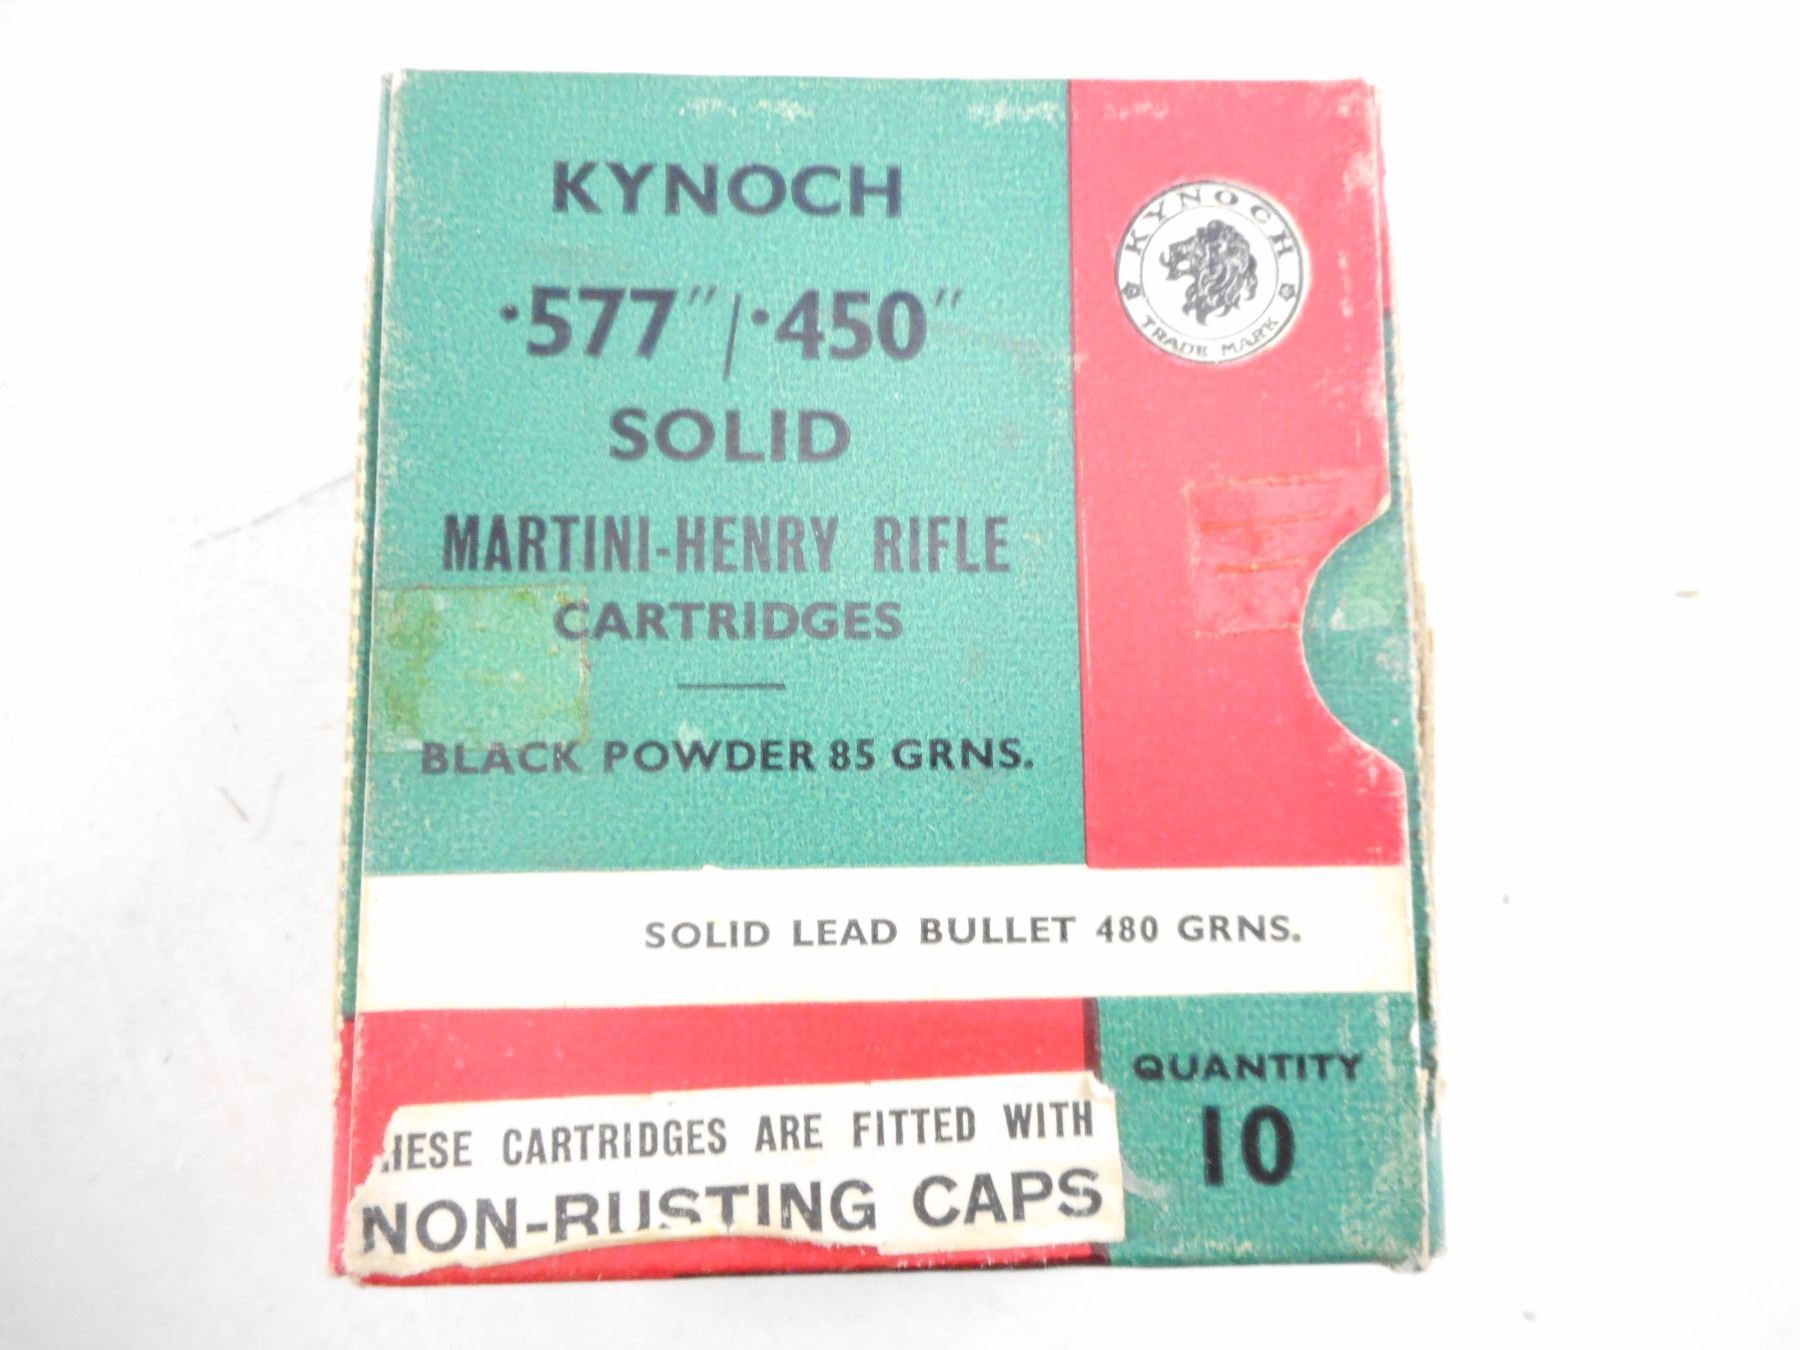 KYNOCH
·577″/·450″
SOLID
MARTINI-HENRY RIFLE
CARTRIDGES
BLACK POWDER 85 GRNS.
KYNOCH
TRADE MARK
SOLID LEAD BULLET 480 GRNS.
HESE CARTRIDGES ARE FITTED WITH
NON-RUSTING CAPS
QUANTITY
10